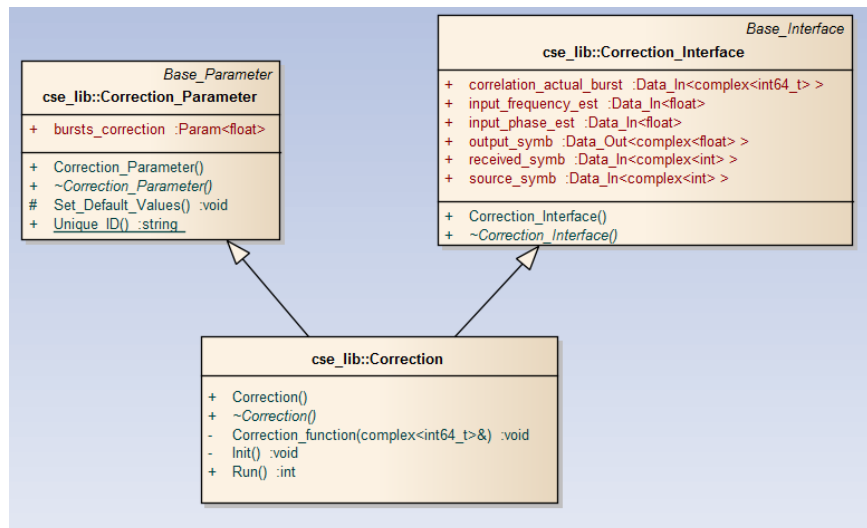 Base_Parameter
cse_lib::Correction_Parameter
+ bursts_correction :Param<float>
+ Correction_Parameter()
+ ~Correction_Parameter()
# Set_Default_Values() :void
+ Unique_ID() :string
Base_Interface
cse_lib::Correction_Interface
+ correlation_actual_burst :Data_In<complex<int64_t> >
+ input_frequency_est :Data_In<float>
+ input_phase_est :Data_In<float>
+ output_symb :Data_Out<complex<float> >
+ received_symb :Data_In<complex<int> >
+ source_symb :Data_In<complex<int> >
+ Correction_Interface()
+ ~Correction_Interface()
cse_lib::Correction
+ Correction()
+ ~Correction()
- Correction_function(complex<int64_t>&) :void
- Init() :void
+ Run() :int